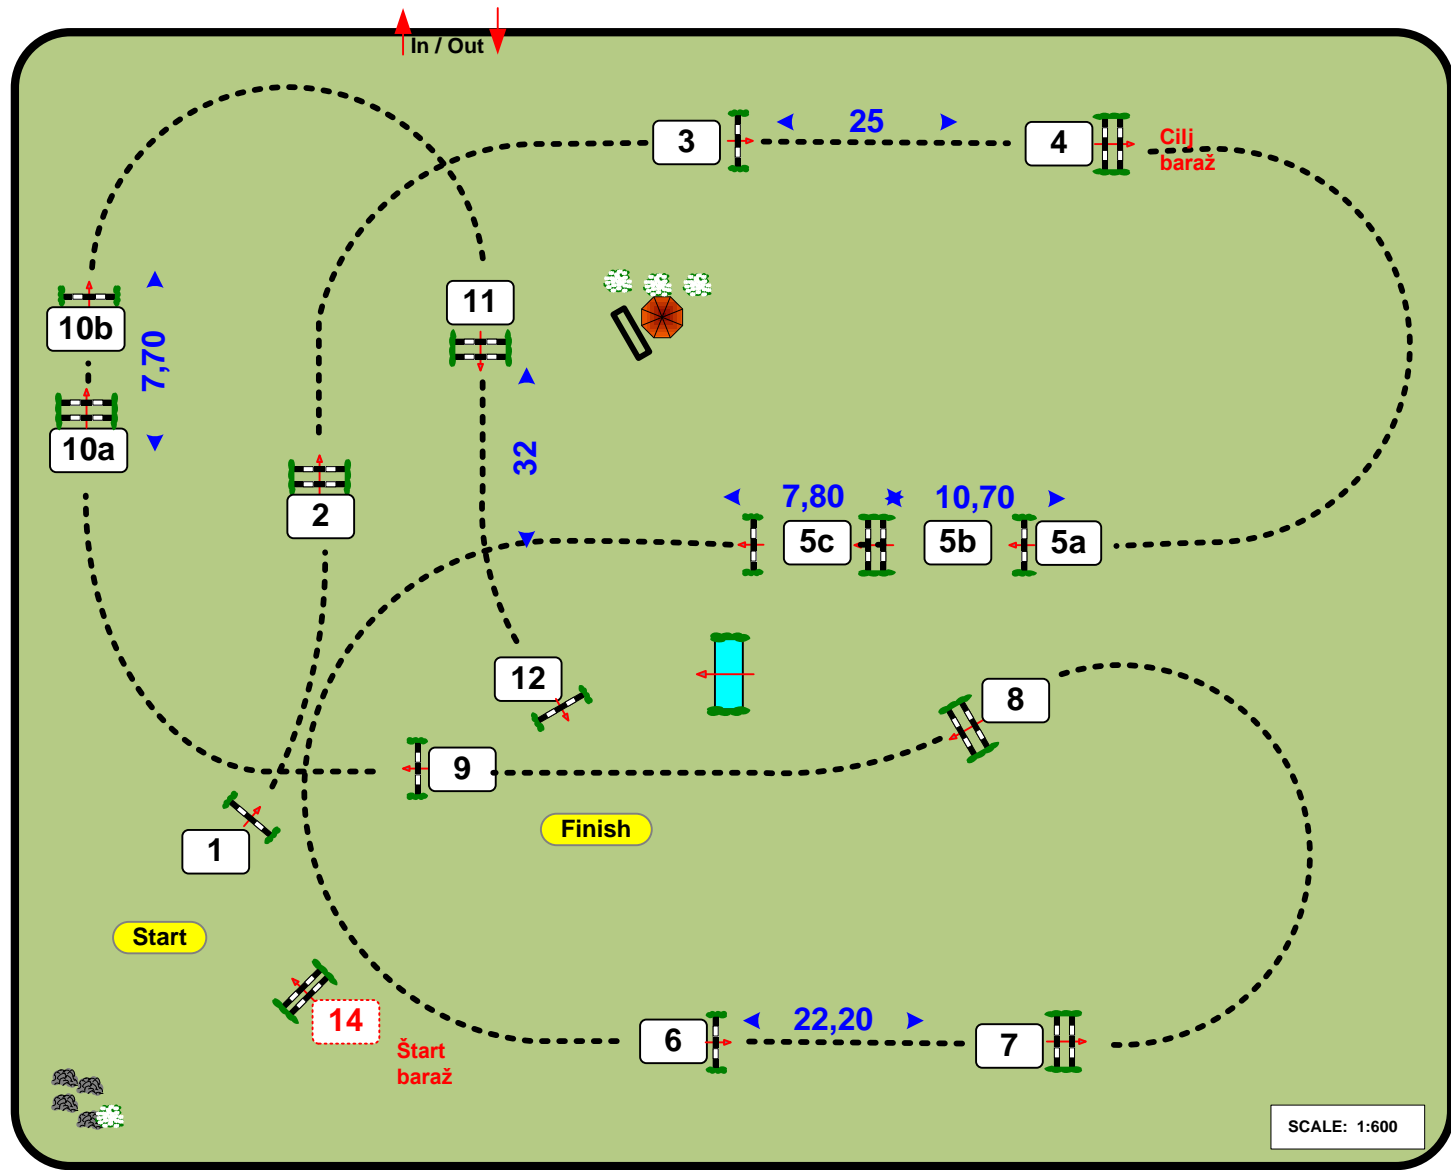 In / Out
3
25
4
Cilj
baraž
11
10b
7,70
10a
32
2
7,80
10,70
5c
5b
5a
12
8
9
Finish
1
Start
14
Štart
baraž
6
22,20
7
SCALE: 1:600